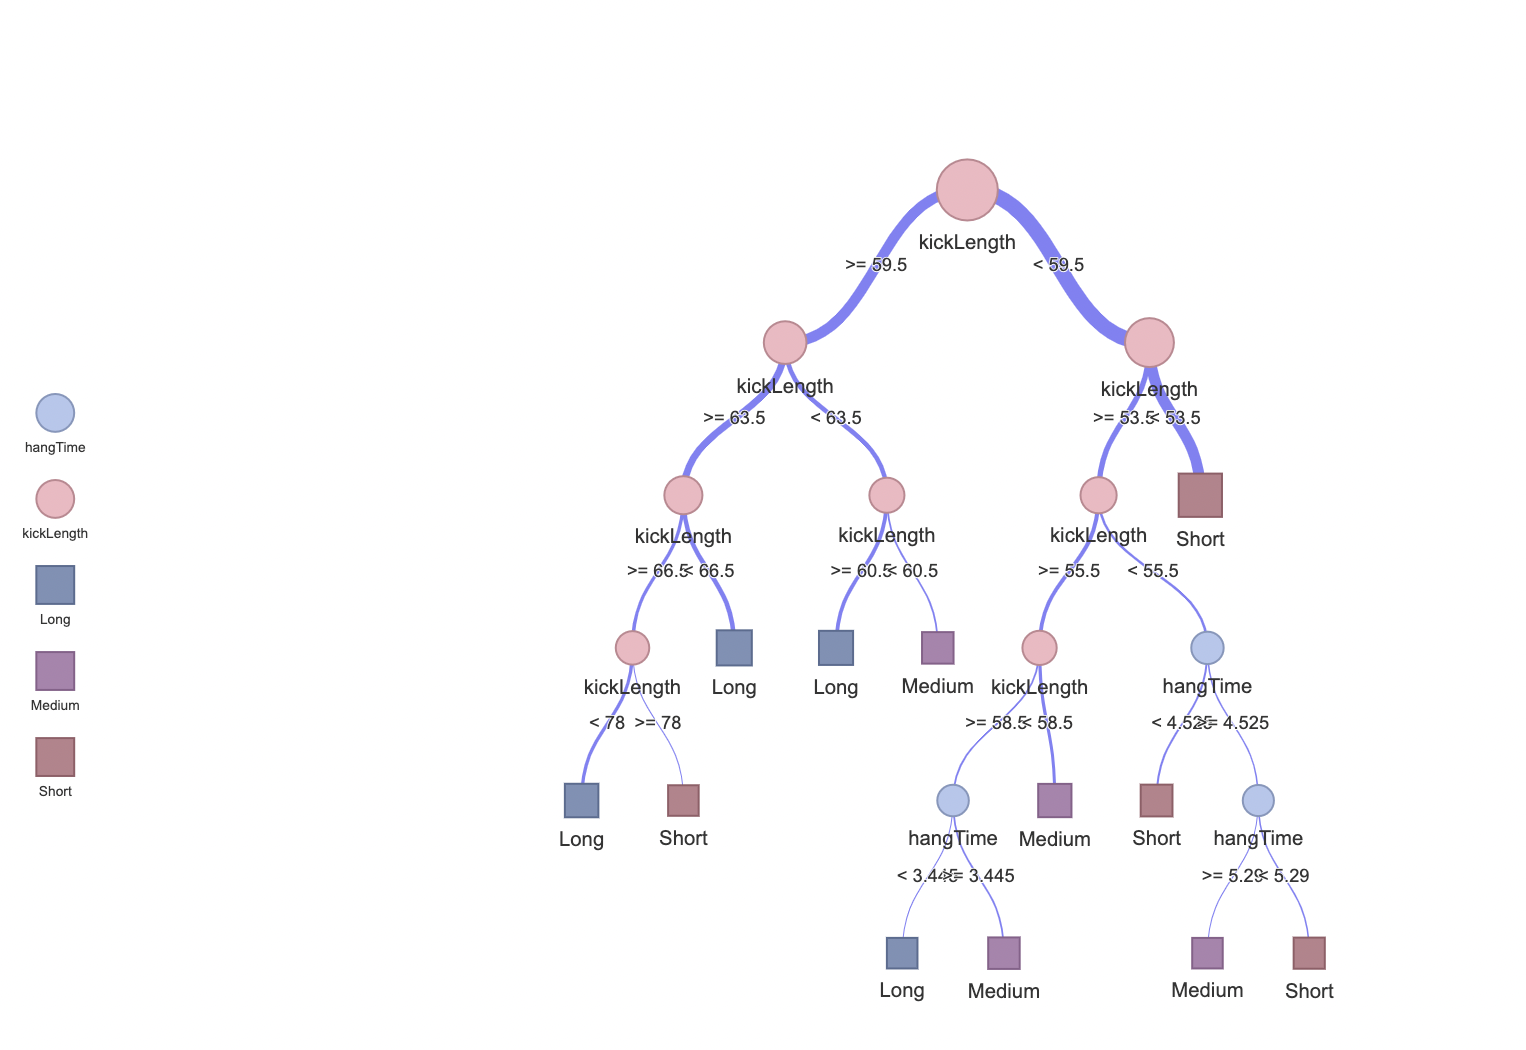 kickLength
>= 59.5
< 59.5
kickLength
kickLength
>= 63.5
< 63.5
>= 53.5
< 53.5
hangTime
kickLength
kickLength
kickLength
kickLength
Short
>= 66.5
< 66.5
>= 60.5
< 60.5
>= 55.5
< 55.5
Long
kickLength
Long
Long
Medium
kickLength
hangTime
Medium
< 78
>= 78
>= 58.5
< 58.5
< 4.525
>= 4.525
Short
Long
Short
hangTime
Medium
Short
hangTime
< 3.445
>= 3.445
>= 5.29
< 5.29
Long
Medium
Medium
Short